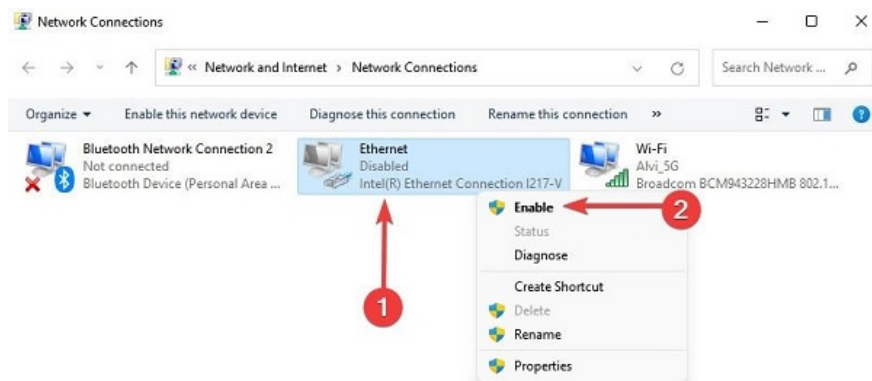 Network Connections
« Network and Internet › Network Connections
Search Network ...
Organize Enable this network device Diagnose this connection Rename this connection »
Bluetooth Network Connection 2
Not connected
Bluetooth Device (Personal Area ...
Ethernet
Disabled
Intel(R) Ethernet Connection I217-V
Wi-Fi
Alvi_5G
Broadcom BCM943228HMB 802.1...
Enable
2
Status
Diagnose
Create Shortcut
1
Delete
Rename
Properties